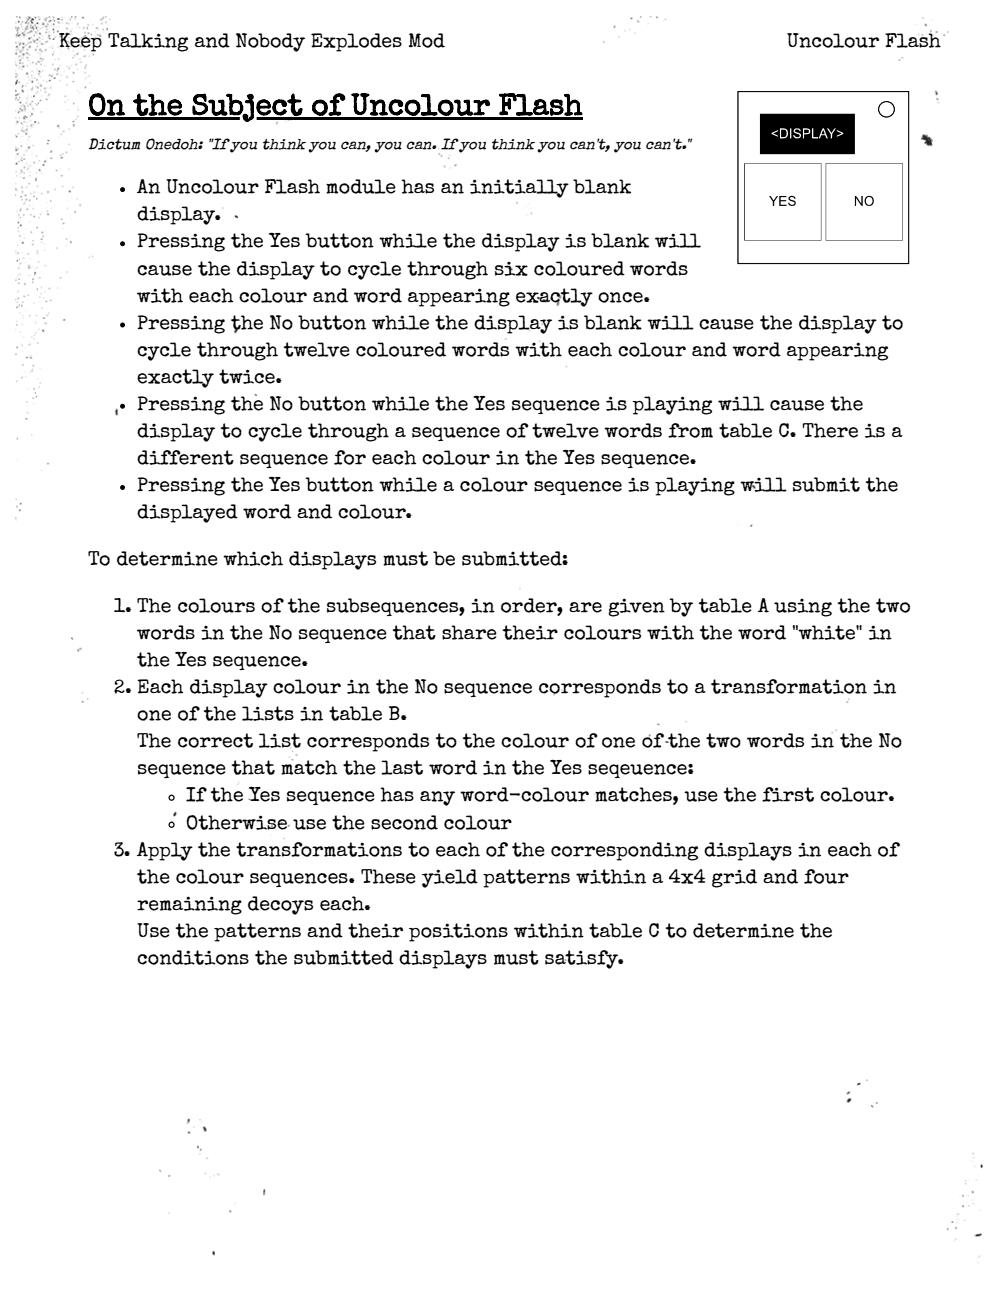 Keep Talking and Nobody Explodes Mod
Uncolour Flash
On the Subject of Uncolour Flash
Dictum Onedoh: "If you think you can, you can. If you think you can't, you can't."
<DISPLAY>
YES
NO
• An Uncolour Flash module has an initially blank
display.
• Pressing the Yes button while the display is blank will
cause the display to cycle through six coloured words
with each colour and word appearing exactly once.
• Pressing the No button while the display is blank will cause the display to
cycle through twelve coloured words with each colour and word appearing
exactly twice.
• Pressing the No button while the Yes sequence is playing will cause the
display to cycle through a sequence of twelve words from table C. There is a
different sequence for each colour in the Yes sequence.
• Pressing the Yes button while a colour sequence is playing will submit the
displayed word and colour.
To determine which displays must be submitted:
1. The colours of the subsequences, in order, are given by table A using the two
words in the No sequence that share their colours with the word "white" in
the Yes sequence.
2. Each display colour in the No sequence corresponds to a transformation in
one of the lists in table B.
The correct list corresponds to the colour of one of the two words in the No
sequence that match the last word in the Yes seqeuence:
◦ If the Yes sequence has any word-colour matches, use the first colour.
◦ Otherwise use the second colour
3. Apply the transformations to each of the corresponding displays in each of
the colour sequences. These yield patterns within a 4x4 grid and four
remaining decoys each.
Use the patterns and their positions within table C to determine the
conditions the submitted displays must satisfy.